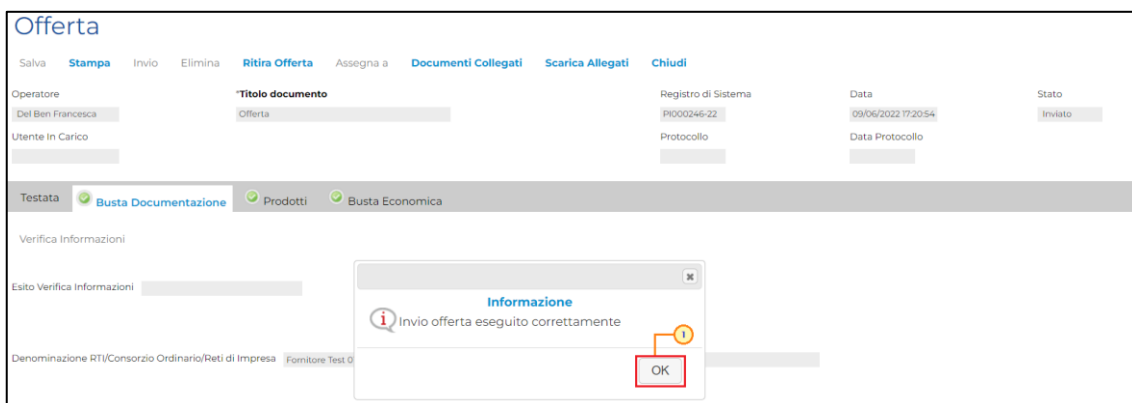 Offerta
Salva Stampa Invio Elimina Ritira Offerta Assegna a Documenti Collegati Scarica Allegati Chiudi
Operatore *Titolo documento Registro di Sistema Data Stato
Del Ben Francesca Offerta PI000246-22 09/06/2022 17:20:54 Inviato
Utente In Carico Protocollo Data Protocollo
Testata Busta Documentazione Prodotti Busta Economica
Verifica Informazioni
Esito Verifica Informazioni
Informazione
Invio offerta eseguito correttamente
1
Denominazione RTI/Consorzio Ordinario/Reti di Impresa Fornitore Test 0
OK